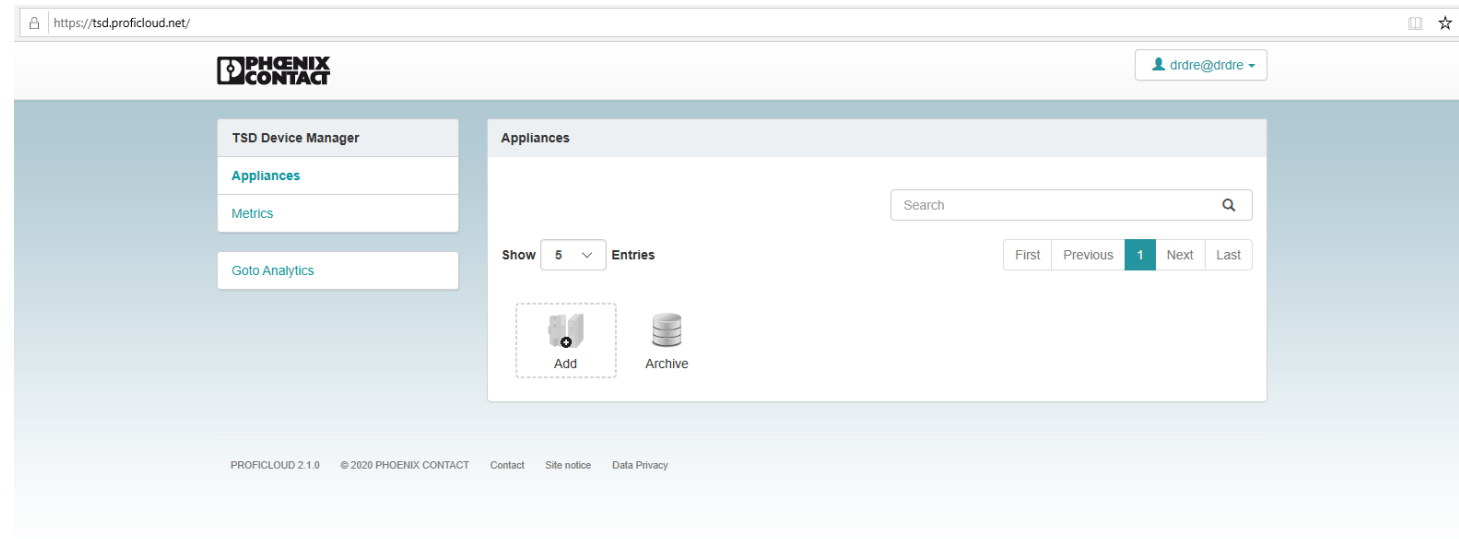 https://tsd.proficloud.net/
PHŒNIX
CONTACT
drdre@drdre
TSD Device Manager
Appliances
Metrics
Goto Analytics
Appliances
Search
Show 5 Entries
First Previous 1 Next Last
Add Archive
PROFICLOUD 2.1.0 © 2020 PHOENIX CONTACT Contact Site notice Data Privacy